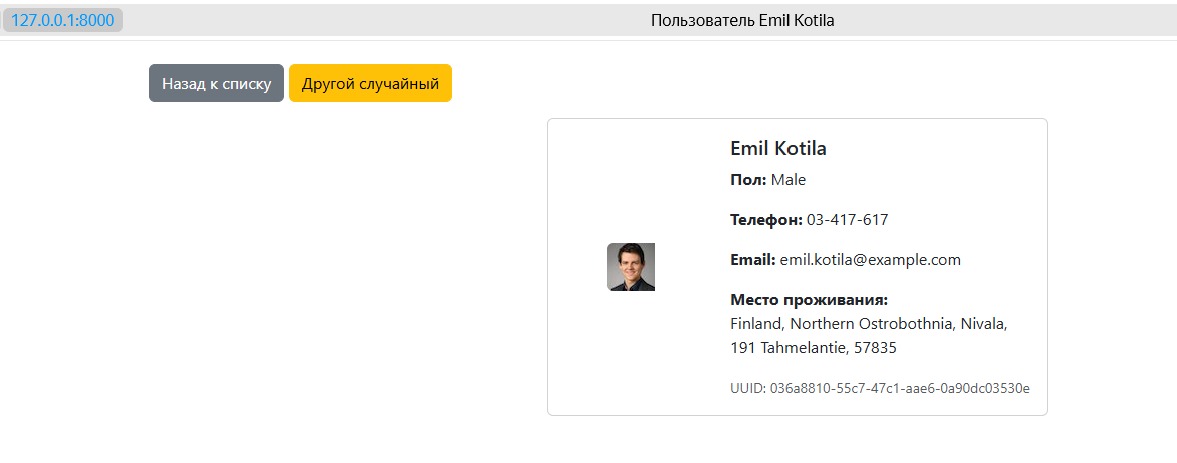 127.0.0.1:8000
Пользователь Emil Kotila
Назад к списку
Другой случайный
Emil Kotila
Пол: Male
Телефон: 03-417-617
Email: emil.kotila@example.com
Место проживания:
Finland, Northern Ostrobothnia, Nivala,
191 Tahmelantie, 57835
UUID: 036a8810-55c7-47c1-aae6-0a90dc03530e